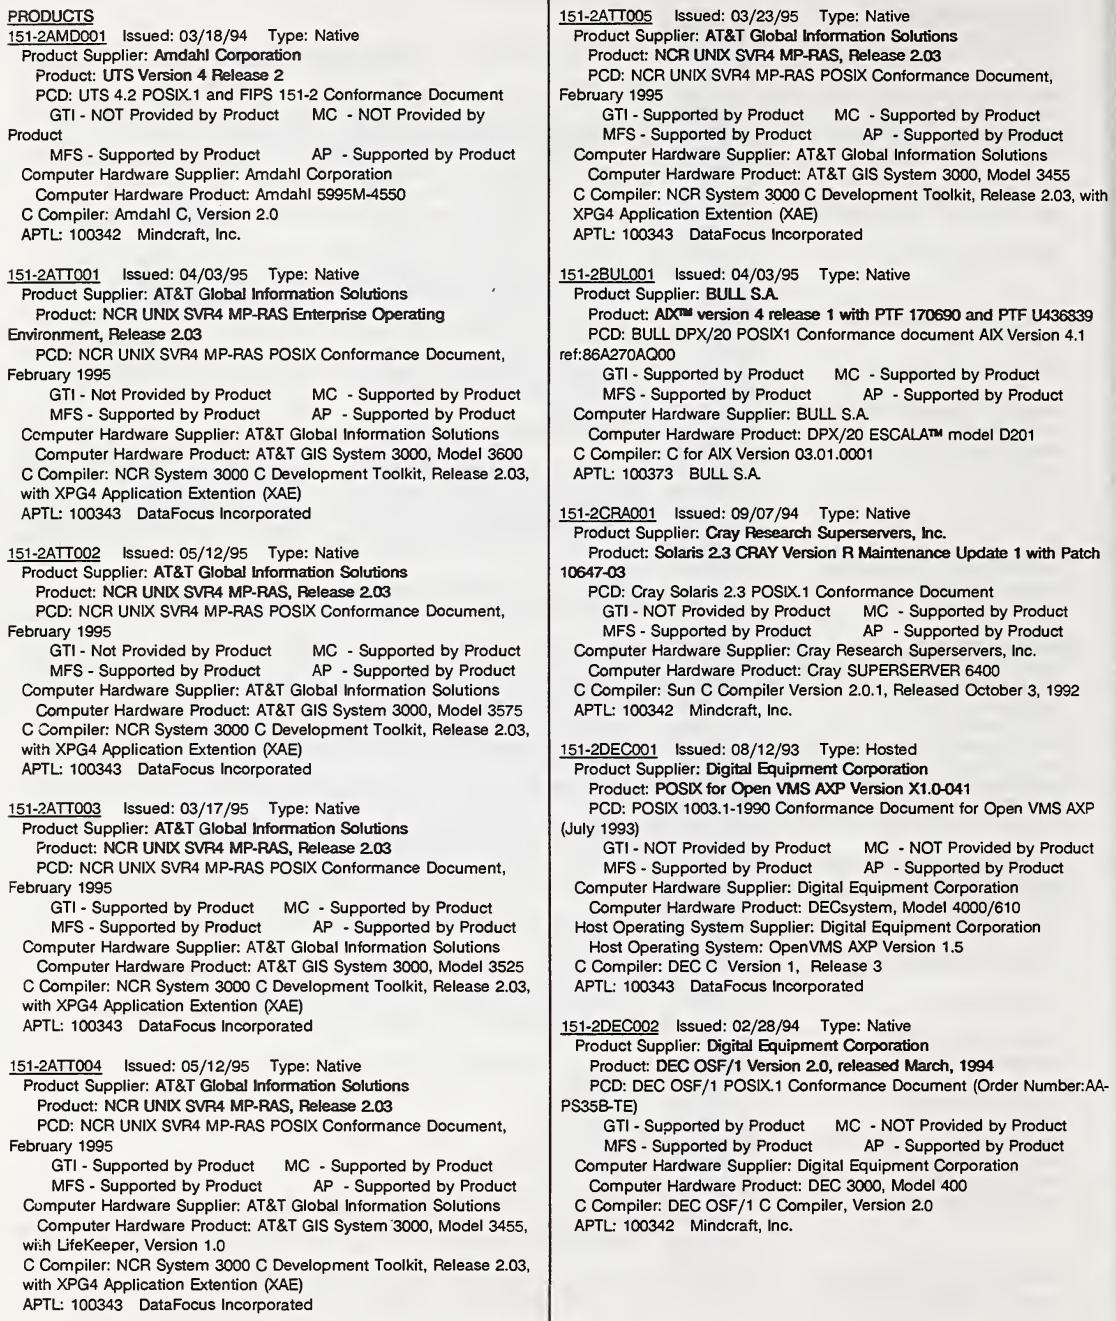 PRODUCTS
151-2AMD001 Issued: 03/18/94 Type: Native
Product Supplier: Amdahl Corporation
Product: UTS Version 4 Release 2
PCD: UTS 4.2 POSIX.1 and FIPS 151-2 Conformance Document
GTI - NOT Provided by Product MC - NOT Provided by
Product
MFS - Supported by Product AP - Supported by Product
Computer Hardware Supplier: Amdahl Corporation
Computer Hardware Product: Amdahl 5995M-4550
C Compiler: Amdahl C, Version 2.0
APTL: 100342 Mindcraft, Inc.
151-2ATT001 Issued: 04/03/95 Type: Native
Product Supplier: AT&T Global Information Solutions
Product: NCR UNIX SVR4 MP-RAS Enterprise Operating
Environment, Release 2.03
PCD: NCR UNIX SVR4 MP-RAS POSIX Conformance Document,
February 1995
GTI - Not Provided by Product MC - Supported by Product
MFS - Supported by Product AP - Supported by Product
Computer Hardware Supplier: AT&T Global Information Solutions
Computer Hardware Product: AT&T GIS System 3000, Model 3600
C Compiler: NCR System 3000 C Development Toolkit, Release 2.03,
with XPG4 Application Extention (XAE)
APTL: 100343 DataFocus Incorporated
151-2ATT002 Issued: 05/12/95 Type: Native
Product Supplier: AT&T Global Information Solutions
Product: NCR UNIX SVR4 MP-RAS, Release 2.03
PCD: NCR UNIX SVR4 MP-RAS POSIX Conformance Document,
February 1995
GTI - Not Provided by Product MC - Supported by Product
MFS - Supported by Product AP - Supported by Product
Computer Hardware Supplier: AT&T Global Information Solutions
Computer Hardware Product: AT&T GIS System 3000, Model 3575
C Compiler: NCR System 3000 C Development Toolkit, Release 2.03,
with XPG4 Application Extention (XAE)
APTL: 100343 DataFocus Incorporated
151-2ATT003 Issued: 03/17/95 Type: Native
Product Supplier: AT&T Global Information Solutions
Product: NCR UNIX SVR4 MP-RAS, Release 2.03
PCD: NCR UNIX SVR4 MP-RAS POSIX Conformance Document,
February 1995
GTI - Supported by Product MC - Supported by Product
MFS - Supported by Product AP - Supported by Product
Computer Hardware Supplier: AT&T Global Information Solutions
Computer Hardware Product: AT&T GIS System 3000, Model 3525
C Compiler: NCR System 3000 C Development Toolkit, Release 2.03,
with XPG4 Application Extention (XAE)
APTL: 100343 DataFocus Incorporated
151-2ATT004 Issued: 05/12/95 Type: Native
Product Supplier: AT&T Global Information Solutions
Product: NCR UNIX SVR4 MP-RAS, Release 2.03
PCD: NCR UNIX SVR4 MP-RAS POSIX Conformance Document,
February 1995
GTI - Supported by Product MC - Supported by Product
MFS - Supported by Product AP - Supported by Product
Computer Hardware Supplier: AT&T Global Information Solutions
Computer Hardware Product: AT&T GIS System 3000, Model 3455,
with LifeKeeper, Version 1.0
C Compiler: NCR System 3000 C Development Toolkit, Release 2.03,
with XPG4 Application Extention (XAE)
APTL: 100343 DataFocus Incorporated
151-2ATT005 Issued: 03/23/95 Type: Native
Product Supplier: AT&T Global Information Solutions
Product: NCR UNIX SVR4 MP-RAS, Release 2.03
PCD: NCR UNIX SVR4 MP-RAS POSIX Conformance Document,
February 1995
GTI - Supported by Product MC - Supported by Product
MFS - Supported by Product AP - Supported by Product
Computer Hardware Supplier: AT&T Global Information Solutions
Computer Hardware Product: AT&T GIS System 3000, Model 3455
C Compiler: NCR System 3000 C Development Toolkit, Release 2.03, with
XPG4 Application Extention (XAE)
APTL: 100343 DataFocus Incorporated
151-2BUL001 Issued: 04/03/95 Type: Native
Product Supplier: BULL S.A.
Product: AIX™ version 4 release 1 with PTF 170690 and PTF U436839
PCD: BULL DPX/20 POSIX1 Conformance document AIX Version 4.1
ref:86A270AQ00
GTI - Supported by Product MC - Supported by Product
MFS - Supported by Product AP - Supported by Product
Computer Hardware Supplier: BULL S.A.
Computer Hardware Product: DPX/20 ESCALA™ model D201
C Compiler: C for AIX Version 03.01.0001
APTL: 100373 BULL S.A.
151-2CRA001 Issued: 09/07/94 Type: Native
Product Supplier: Cray Research Superservers, Inc.
Product: Solaris 2.3 CRAY Version R Maintenance Update 1 with Patch
10647-03
PCD: Cray Solaris 2.3 POSIX.1 Conformance Document
GTI - NOT Provided by Product MC - Supported by Product
MFS - Supported by Product AP - Supported by Product
Computer Hardware Supplier: Cray Research Superservers, Inc.
Computer Hardware Product: Cray SUPERSERVER 6400
C Compiler: Sun C Compiler Version 2.0.1, Released October 3, 1992
APTL: 100342 Mindcraft, Inc.
151-2DEC001 Issued: 08/12/93 Type: Hosted
Product Supplier: Digital Equipment Corporation
Product: POSIX for Open VMS AXP Version X1.0-041
PCD: POSIX 1003.1-1990 Conformance Document for Open VMS AXP
(July 1993)
GTI - NOT Provided by Product MC - NOT Provided by Product
MFS - Supported by Product AP - Supported by Product
Computer Hardware Supplier: Digital Equipment Corporation
Computer Hardware Product: DECsystem, Model 4000/610
Host Operating System Supplier: Digital Equipment Corporation
Host Operating System: OpenVMS AXP Version 1.5
C Compiler: DEC C Version 1, Release 3
APTL: 100343 DataFocus Incorporated
151-2DEC002 Issued: 02/28/94 Type: Native
Product Supplier: Digital Equipment Corporation
Product: DEC OSF/1 Version 2.0, released March, 1994
PCD: DEC OSF/1 POSIX.1 Conformance Document (Order Number:AA-
PS35B-TE)
GTI - Supported by Product MC - NOT Provided by Product
MFS - Supported by Product AP - Supported by Product
Computer Hardware Supplier: Digital Equipment Corporation
Computer Hardware Product: DEC 3000, Model 400
C Compiler: DEC OSF/1 C Compiler, Version 2.0
APTL: 100342 Mindcraft, Inc.